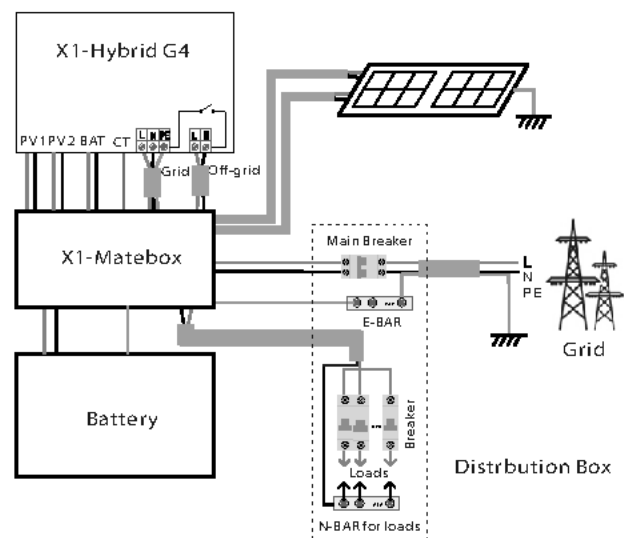 X1-Hybrid G4
PV1 PV2 BAT CT
L N PE
L N
Grid
Off-grid
X1-Matebox
Main Breaker
L
N
PE
E-BAR
Grid
Battery
Breaker
Loads
Distrbution Box
N-BAR for loads